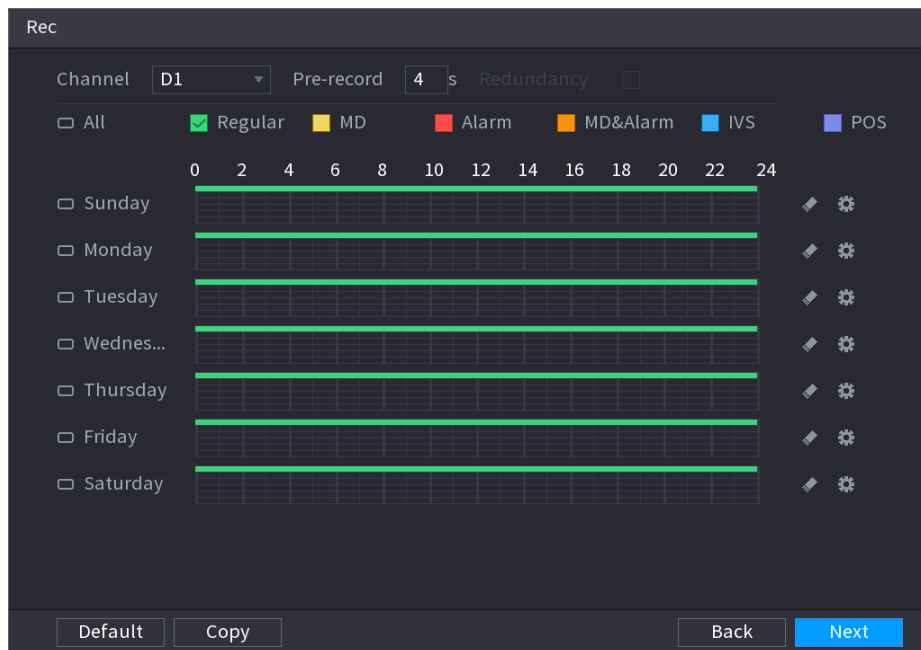 Rec
Channel D1 Pre-record 4 s Redundancy
All Regular MD Alarm MD&Alarm IVS POS
0 2 4 6 8 10 12 14 16 18 20 22 24
Sunday
Monday
Tuesday
Wednes...
Thursday
Friday
Saturday
Default Copy Back Next